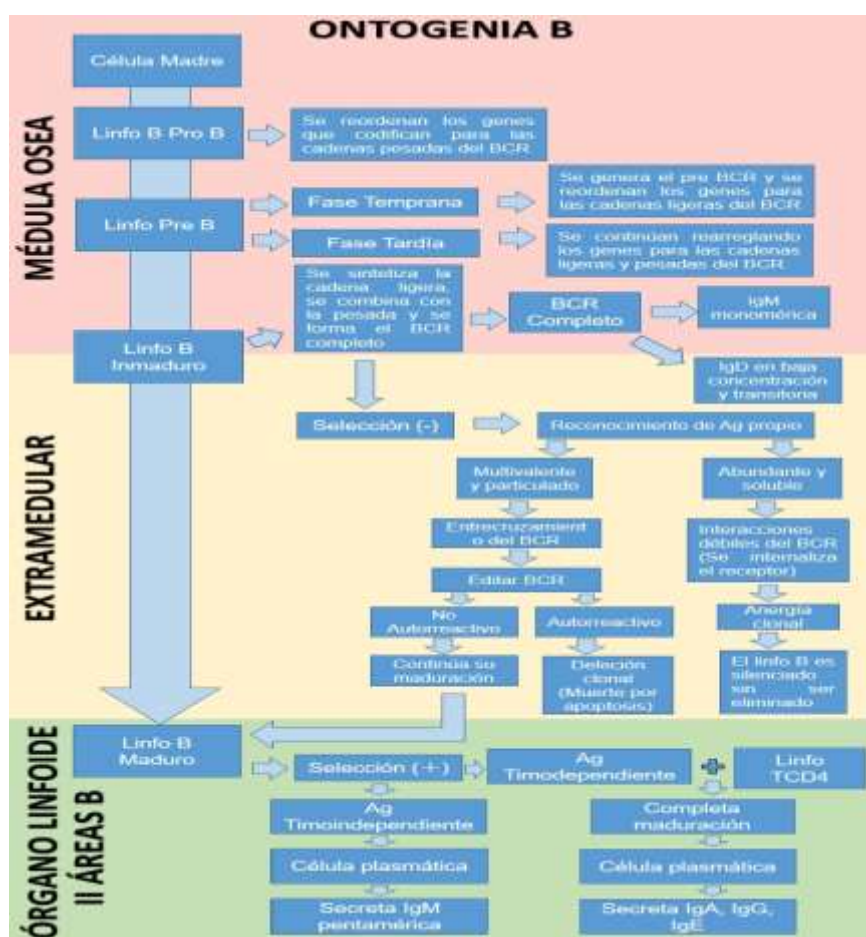 ONTOGENIA B
MÉDULA OSEA
Célula Madre
Linfo B Pro B
Se reordenan los genes
que codifican para las
cadenas pesadas del BCR
Linfo Pre B
Fase Temprana
Se genera el pre BCR y se
reordenan los genes para
las cadenas ligeras del BCR
Fase Tardía
Se continúan rearreglando
los genes para las cadenas
ligeras y pesadas del BCR
Linfo B
Inmaduro
Se sintetiza la
cadena ligera,
se combina con
la pesada y se
forma el BCR
completo
BCR
Completo
IgM
monomérica
IgD en baja
concentración
y transitoria
EXTRAMEDULAR
Selección (-)
Reconocimiento de Ag propio
Multivalente
y particulado
Abundante y
soluble
Entrecruzamient
o del BCR
Interacciones
débiles del BCR
(Se internaliza
el receptor)
Editar BCR
No
Autorreactivo
Autorreactivo
Anergia
clonal
Continúa su
maduración
Deleción
clonal
(Muerte por
apoptosis)
El linfo B es
silenciado
sin ser
eliminado
ÓRGANO LINFOIDE
II ÁREAS B
Linfo B
Maduro
Selección (+)
Ag
Timodependiente
Linfo
TCD4
Ag
Timoindependiente
Completa
maduración
Célula plasmática
Célula plasmática
Secreta IgM
pentamérica
Secreta IgA, IgG,
IgE